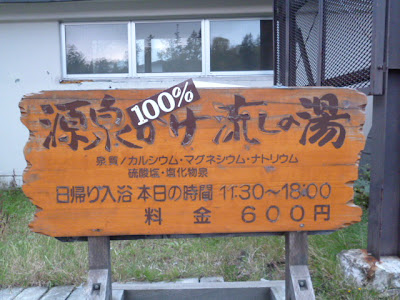 100%
源泉かけ流しの湯
泉質/カルシウム・マグネシウム・ナトリウム
硫酸塩・塩化物泉
日帰り入浴 本日の時間 11:30~18:00
料金 600円